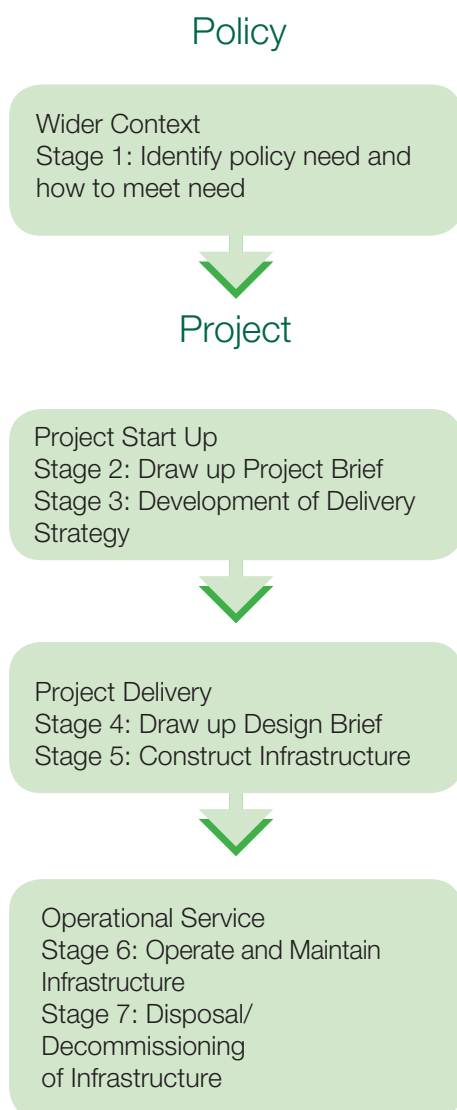 Policy
Wider Context
Stage 1: Identify policy need and
how to meet need
Project
Project Start Up
Stage 2: Draw up Project Brief
Stage 3: Development of Delivery
Strategy
Project Delivery
Stage 4: Draw up Design Brief
Stage 5: Construct Infrastructure
Operational Service
Stage 6: Operate and Maintain
Infrastructure
Stage 7: Disposal/
Decommissioning
of Infrastructure